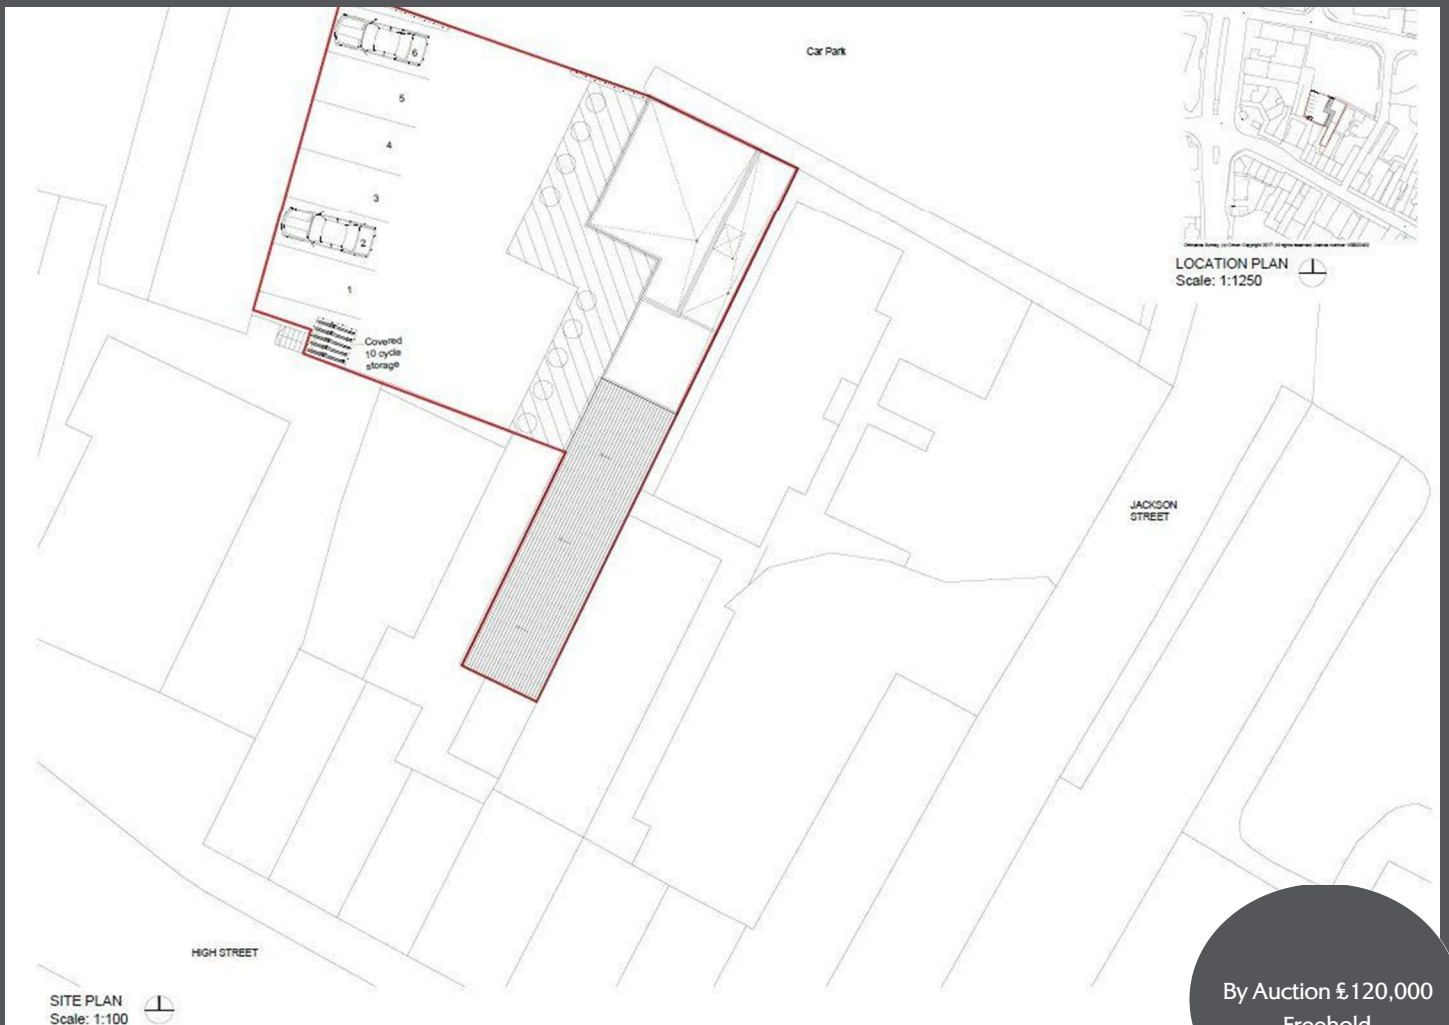 Car Park
6
5
4
3
2
1
Covered
10 cycle
storage
LOCATION PLAN
Scale: 1:1250
JACKSON
STREET
HIGH STREET
SITE PLAN
Scale: 1:100
By Auction £120,000
Freehold